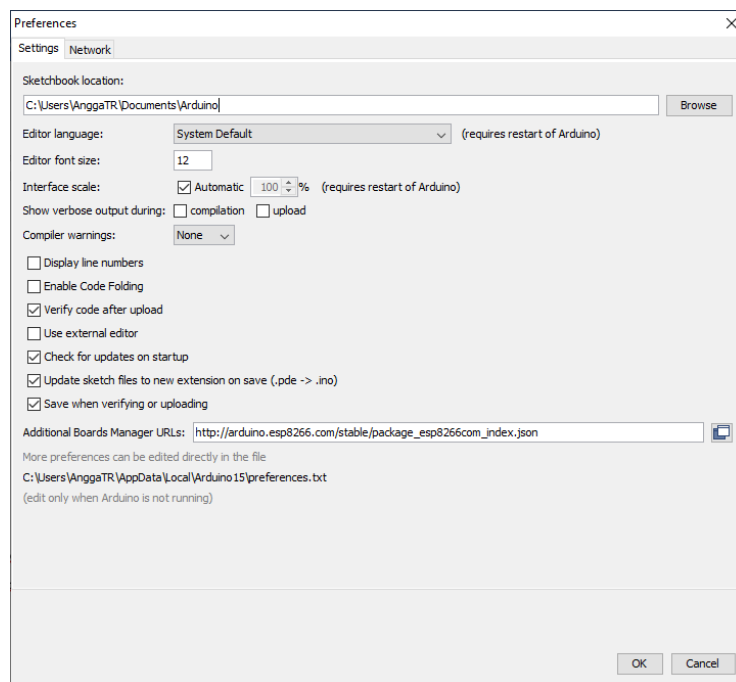 Preferences
Settings Network
Sketchbook location:
C:\Users\AnggaTR\Documents\Arduino Browse
Editor language: System Default (requires restart of Arduino)
Editor font size: 12
Interface scale: Automatic 100 % (requires restart of Arduino)
Show verbose output during: compilation upload
Compiler warnings: None
Display line numbers
Enable Code Folding
Verify code after upload
Use external editor
Check for updates on startup
Update sketch files to new extension on save (.pde -> .ino)
Save when verifying or uploading
Additional Boards Manager URLs: http://arduino.esp8266.com/stable/package_esp8266com_index.json
More preferences can be edited directly in the file
C:\Users\AnggaTR\AppData\Local\Arduino15\preferences.txt
(edit only when Arduino is not running)
OK Cancel